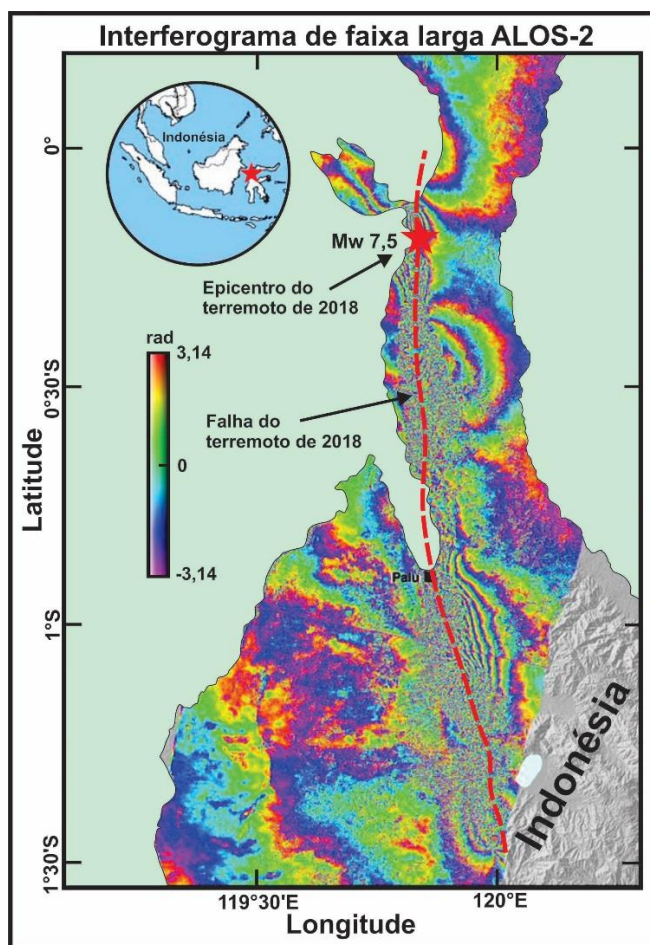 Interferograma de faixa larga ALOS-2
Indonésia
0°
Mw 7,5
Epicentro do
terremoto de 2018
rad
3,14
0
-3,14
0°30'S
Falha do
terremoto de 2018
Latitude
Palu
1°S
Indonésia
1°30'S
119°30'E
120°E
Longitude